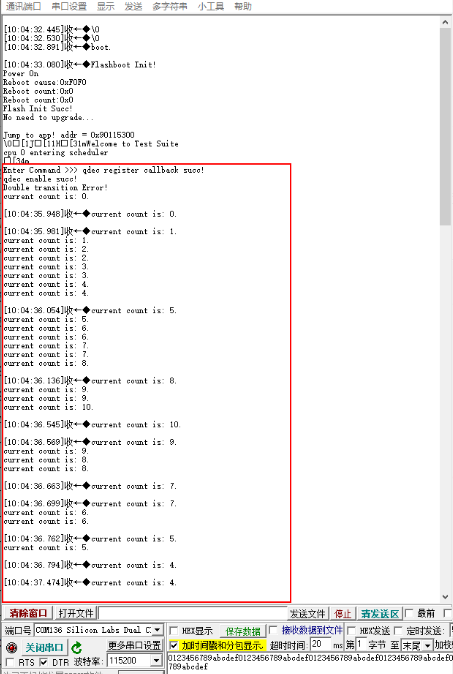 通讯端口 串口设置 显示 发送 多字符串 小工具 帮助
[10:04:32.445]收←◆\0
[10:04:32.530]收←◆\0
[10:04:32.891]收←◆boot.
[10:04:33.080]收←◆Flashboot Init!
Power On
Reboot cause:0xF0F0
Reboot count:0x0
Reboot count:0x0
Flash Init Succ!
No need to upgrade...
Jump to app! addr = 0x90115300
\0□[1J□[11H□[31mWelcome to Test Suite
cpu 0 entering scheduler
□[34m
Enter Command >>> qdec register callback succ!
qdec enable succ!
Double transition Error!
current count is: 0.
[10:04:35.948]收←◆current count is: 0.
[10:04:35.981]收←◆current count is: 1.
current count is: 1.
current count is: 2.
current count is: 2.
current count is: 3.
current count is: 3.
current count is: 4.
current count is: 4.
[10:04:36.054]收←◆current count is: 5.
current count is: 5.
current count is: 6.
current count is: 6.
current count is: 7.
current count is: 7.
current count is: 8.
[10:04:36.136]收←◆current count is: 8.
current count is: 9.
current count is: 9.
current count is: 10.
[10:04:36.545]收←◆current count is: 10.
[10:04:36.569]收←◆current count is: 9.
current count is: 9.
current count is: 8.
current count is: 8.
[10:04:36.663]收←◆current count is: 7.
[10:04:36.699]收←◆current count is: 7.
current count is: 6.
current count is: 6.
[10:04:36.762]收←◆current count is: 5.
current count is: 5.
[10:04:36.794]收←◆current count is: 4.
[10:04:37.474]收←◆current count is: 4.
清除窗口 打开文件 发送文件 停止 清发送区 最前
端口号 COM136 Silicon Labs Dual C HEX显示 保存数据 接收数据到文件 HEX发送 定时发送:
关闭串口 更多串口设置 加时间戳和分包显示. 超时时间: 20 ms 第 1 字节 至 末尾 加校
RTS DTR 波特率: 115200 0123456789abcdef0123456789abcdef0123456789abcdef0123456
789abcdef